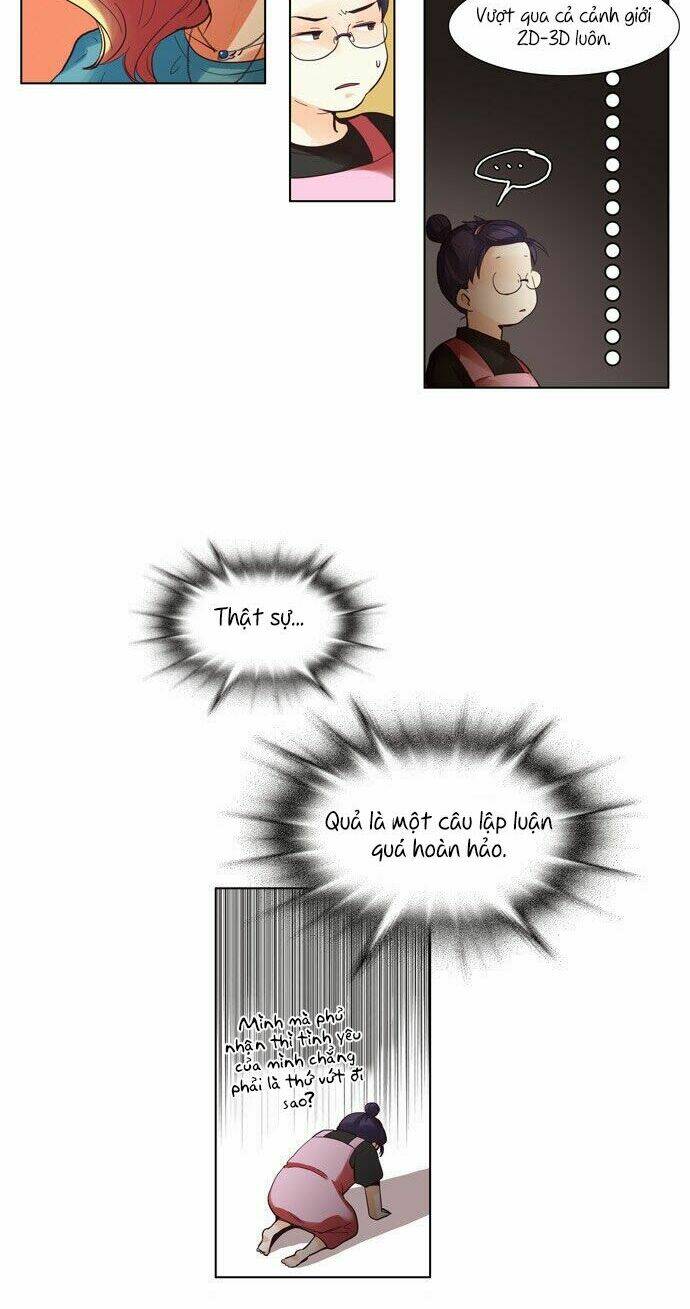 Vượt qua cả cảnh giới
2D-3D luôn.
...
Thật sự...
Quả là một câu lập luận
quá hoàn hảo.
Mình mà phủ
nhận thì tình yêu
của mình chẳng
phải là thứ vứt đi
sao?